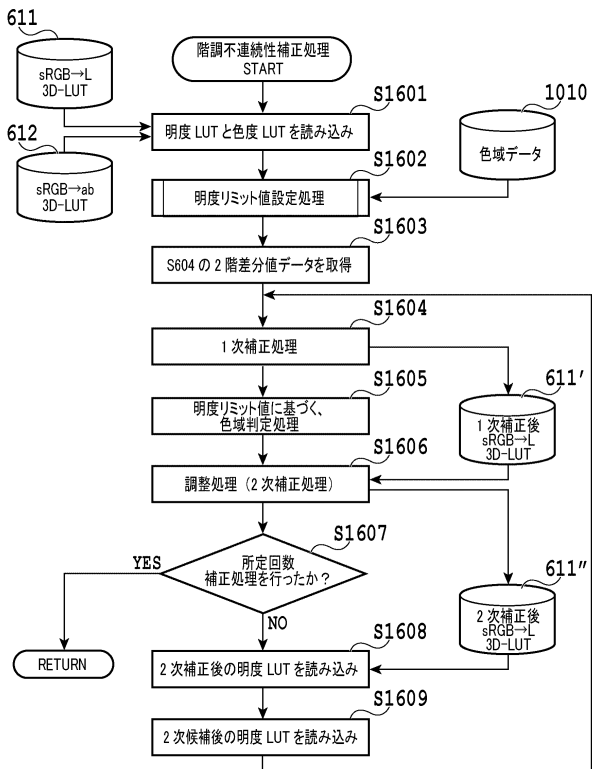 611
sRGB→L
3D-LUT
612
sRGB→ab
3D-LUT
階調不連続性補正処理
START
S1601
明度 LUT と色度 LUT を読み込み
S1602
明度リミット値設定処理
1010
色域データ
S1603
S604 の 2 階差分値データを取得
S1604
1 次補正処理
S1605
明度リミット値に基づく、
色域判定処理
611′
1 次補正後
sRGB→L
3D-LUT
S1606
調整処理（2 次補正処理）
S1607
所定回数
補正処理を行ったか？
YES
NO
RETURN
611″
2 次補正後
sRGB→L
3D-LUT
S1608
2 次補正後の明度 LUT を読み込み
S1609
2 次候補後の明度 LUT を読み込み